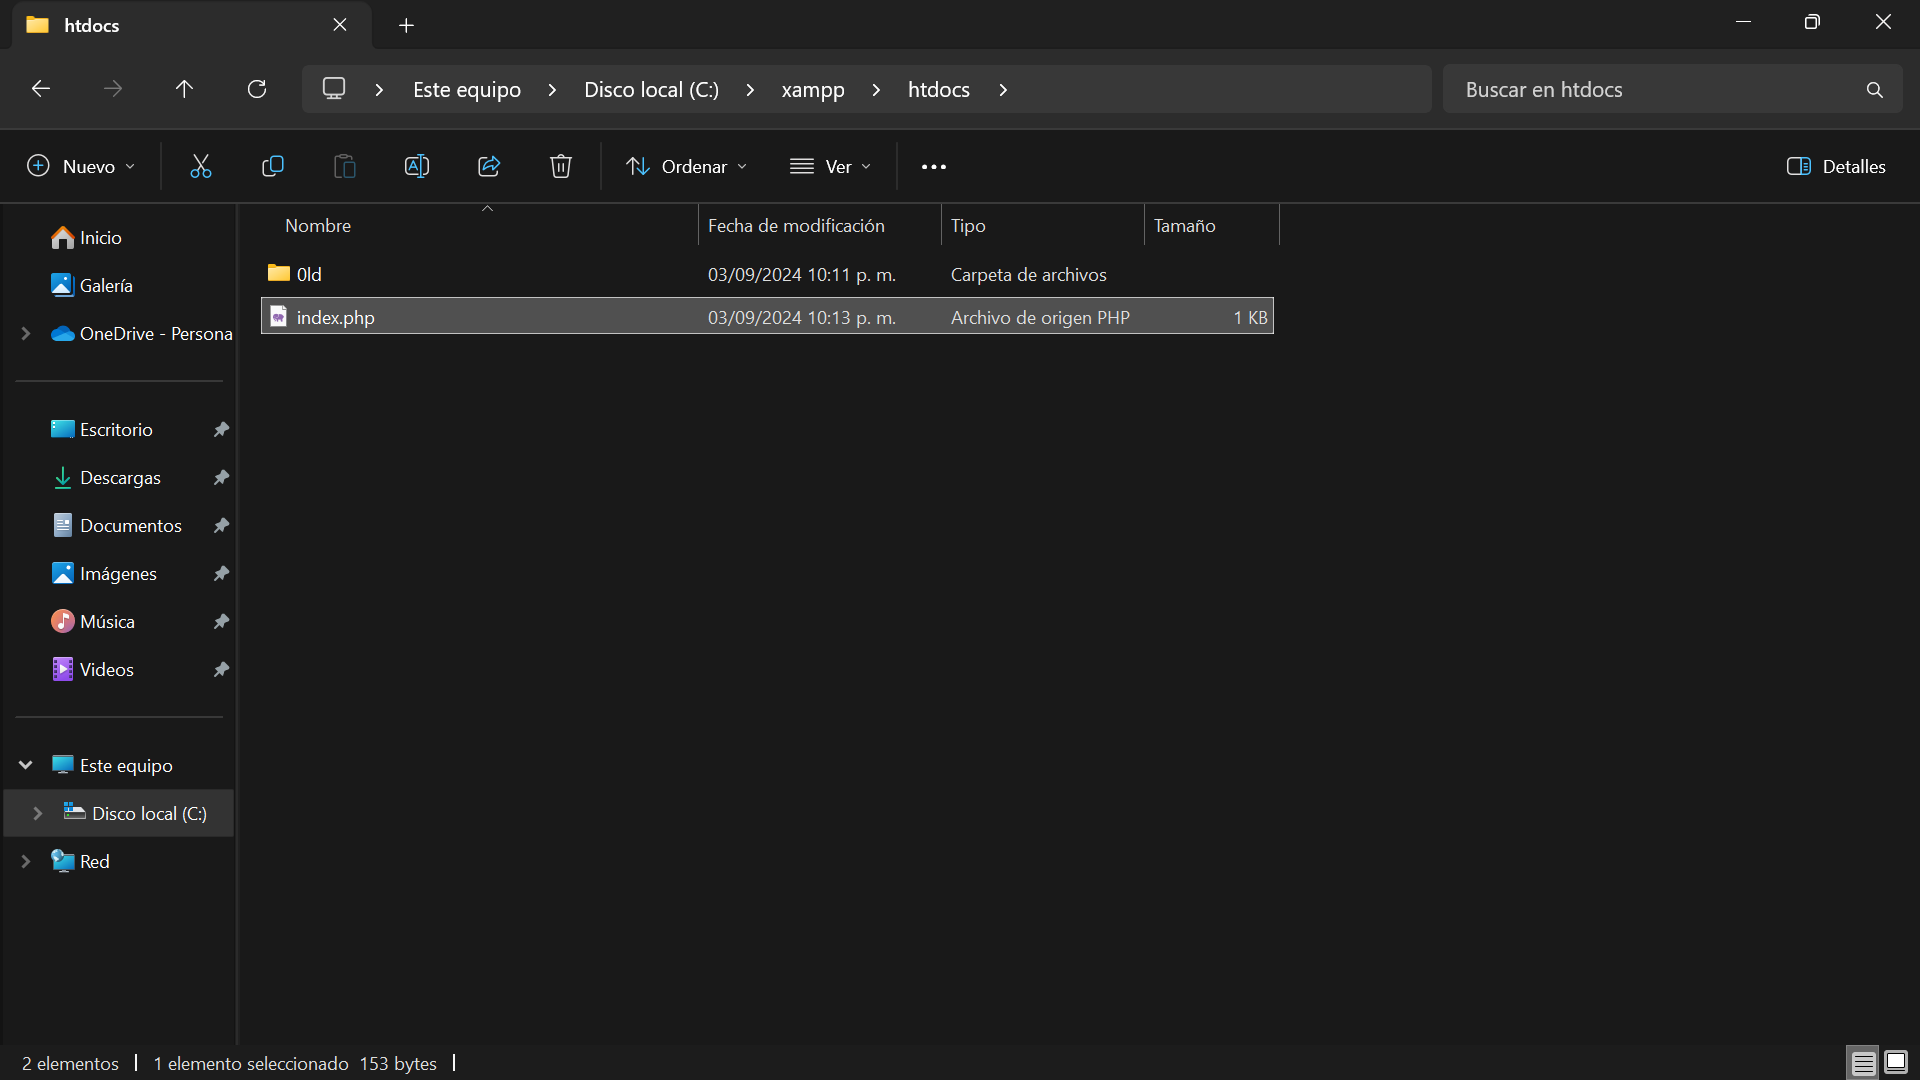 htdocs
Este equipo > Disco local (C:) > xampp > htdocs >
Buscar en htdocs
Nuevo
Ordenar
Ver
Detalles
Nombre Fecha de modificación Tipo Tamaño
0ld 03/09/2024 10:11 p. m. Carpeta de archivos
index.php 03/09/2024 10:13 p. m. Archivo de origen PHP 1 KB
Inicio
Galería
OneDrive - Persona
Escritorio
Descargas
Documentos
Imágenes
Música
Videos
Este equipo
Disco local (C:)
Red
2 elementos 1 elemento seleccionado 153 bytes